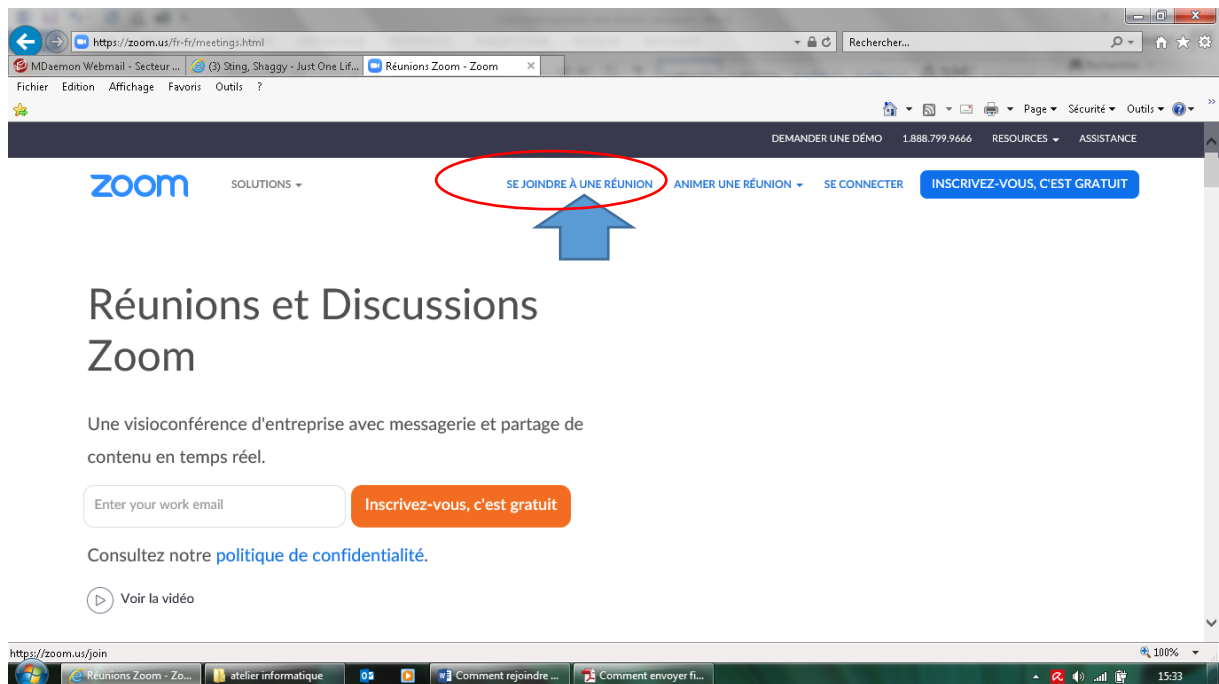 https://zoom.us/fr-fr/meetings.html
Rechercher...
MDaemon Webmail - Secteur ...
(3) Sting, Shaggy - Just One Lif...
Réunions Zoom - Zoom
Fichier Edition Affichage Favoris Outils ?
Page Sécurité Outils
DEMANDER UNE DÉMO 1.888.799.9666 RESOURCES ASSISTANCE
zoom SOLUTIONS SE JOINDRE À UNE RÉUNION ANIMER UNE RÉUNION SE CONNECTER INSCRIVEZ-VOUS, C'EST GRATUIT
Réunions et Discussions
Zoom
Une visioconférence d'entreprise avec messagerie et partage de
contenu en temps réel.
Enter your work email Inscrivez-vous, c'est gratuit
Consultez notre politique de confidentialité.
Voir la vidéo
https://zoom.us/join
100%
Réunions Zoom - Zo... atelier informatique Comment rejoindre ... Comment envoyer fi... 15:33